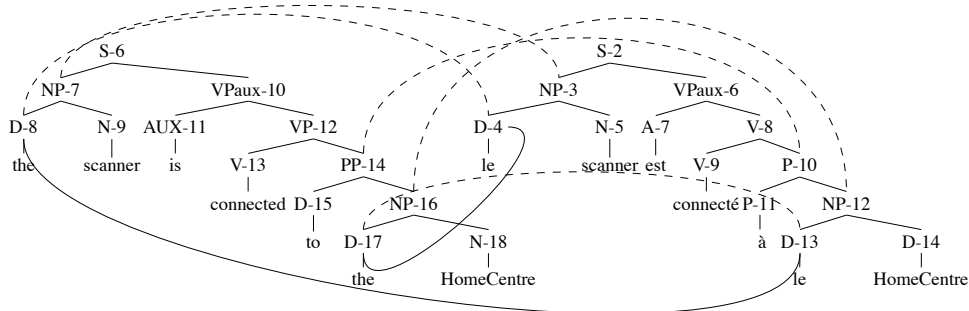 S-6 S-2
NP-7 VPaux-10 NP-3 VPaux-6
D-8 N-9 AUX-11 VP-12 D-4 N-5 A-7 V-8
the scanner is V-13 PP-14 le scanner est V-9 P-10
connected D-15 NP-16 connecté P-11 NP-12
to D-17 N-18 à D-13 D-14
the HomeCentre le HomeCentre